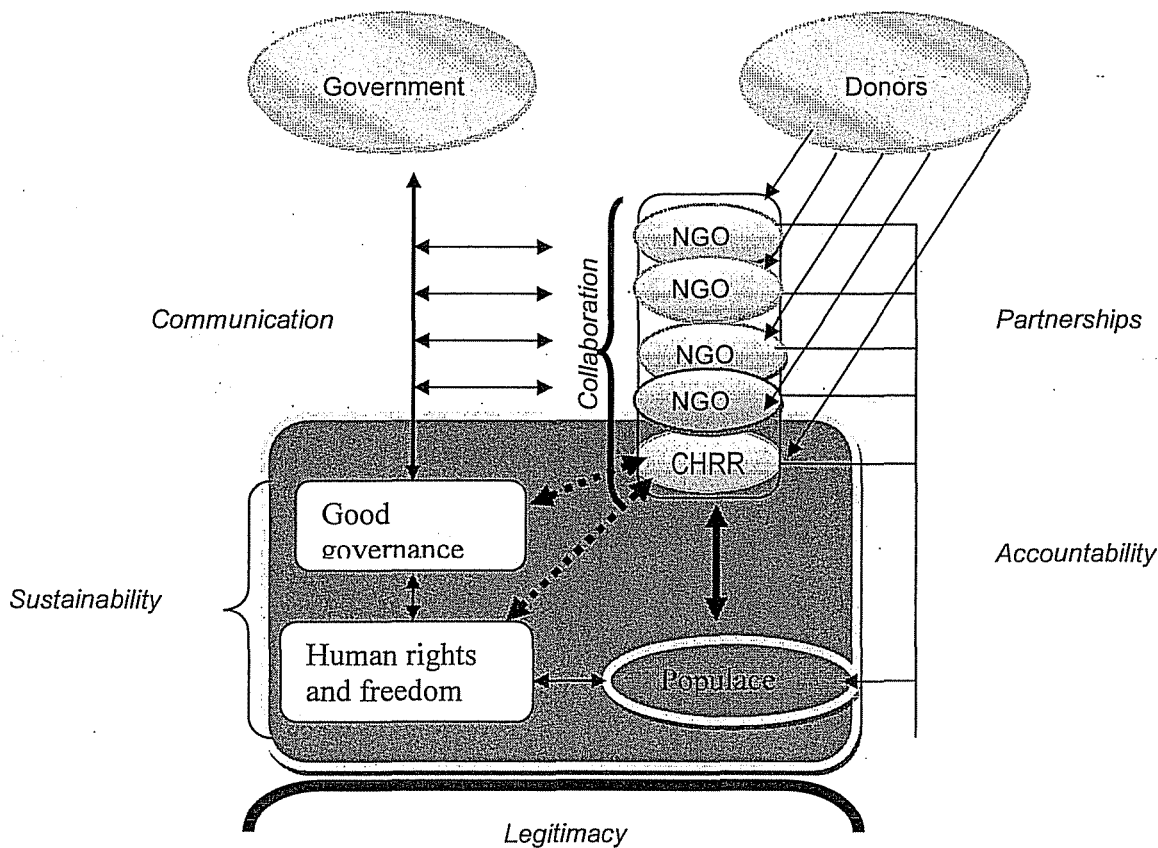 Government
Donors
NGO
NGO
Communication
Collaboration
Partnerships
NGO
NGO
CHRR
Good
governance
Accountability
Sustainability
Human rights
and freedom
Populace
Legitimacy